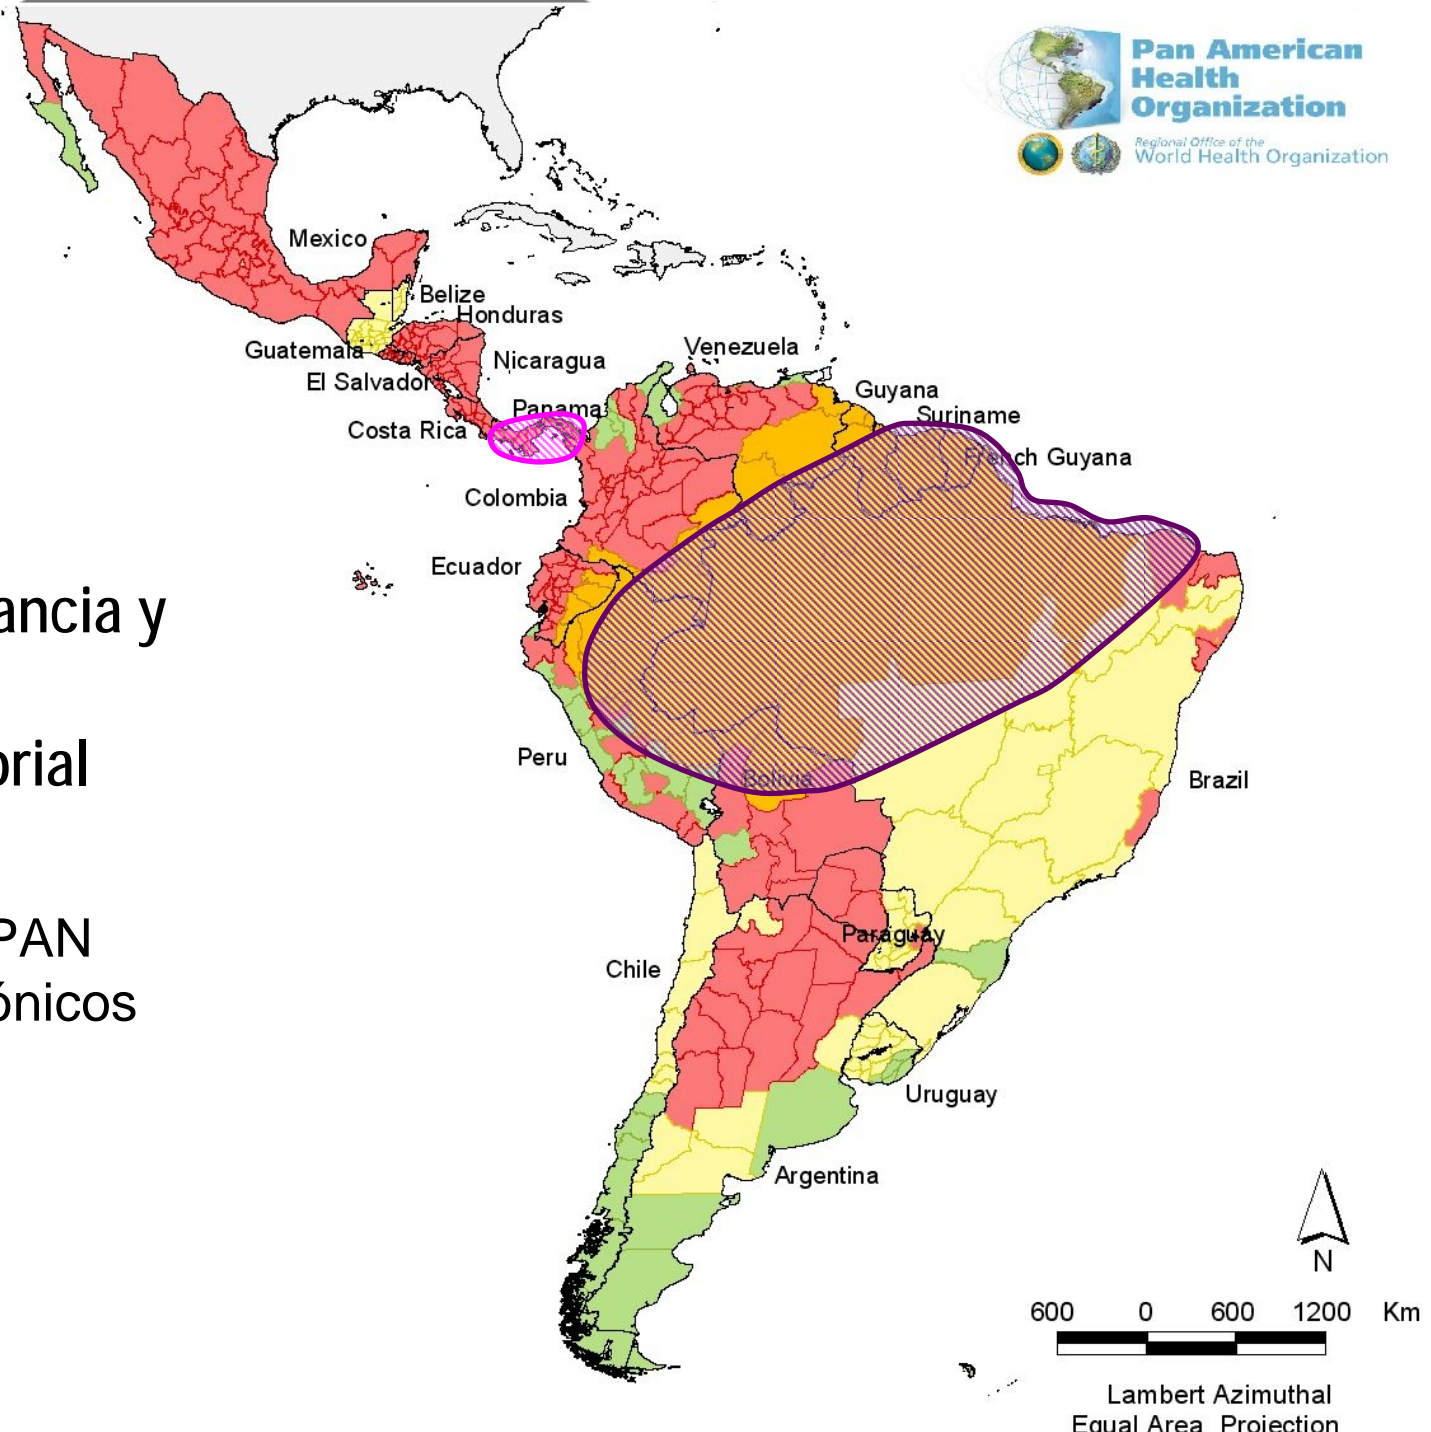 Pan American
Health
Organization
Regional Office of the
World Health Organization
Mexico
Belize
Honduras
Guatemala
Nicaragua
El Salvador
Venezuela
Guyana
Panama
Suriname
Costa Rica
French Guyana
Colombia
Ecuador
ancia y
orial
Peru
Bolivia
Brazil
PAN
ónicos
Paraguay
Chile
Uruguay
Argentina
N
600 0 600 1200 Km
Lambert Azimuthal
Equal Area Projection